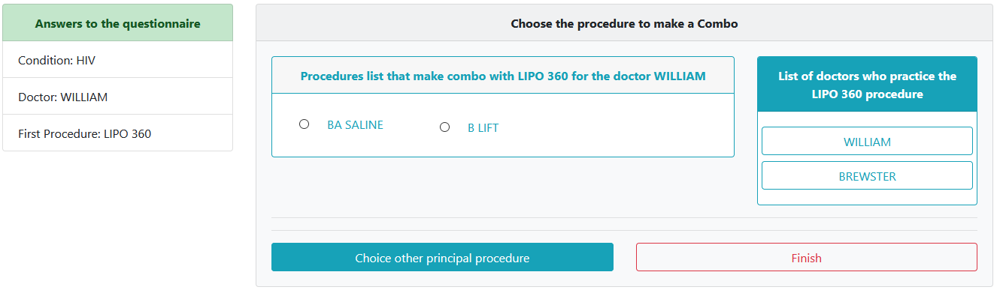 Answers to the questionnaire
Condition: HIV
Doctor: WILLIAM
First Procedure: LIPO 360
Choose the procedure to make a Combo
Procedures list that make combo with LIPO 360 for the doctor WILLIAM
BA SALINE
B LIFT
List of doctors who practice the
LIPO 360 procedure
WILLIAM
BREWSTER
Choice other principal procedure
Finish